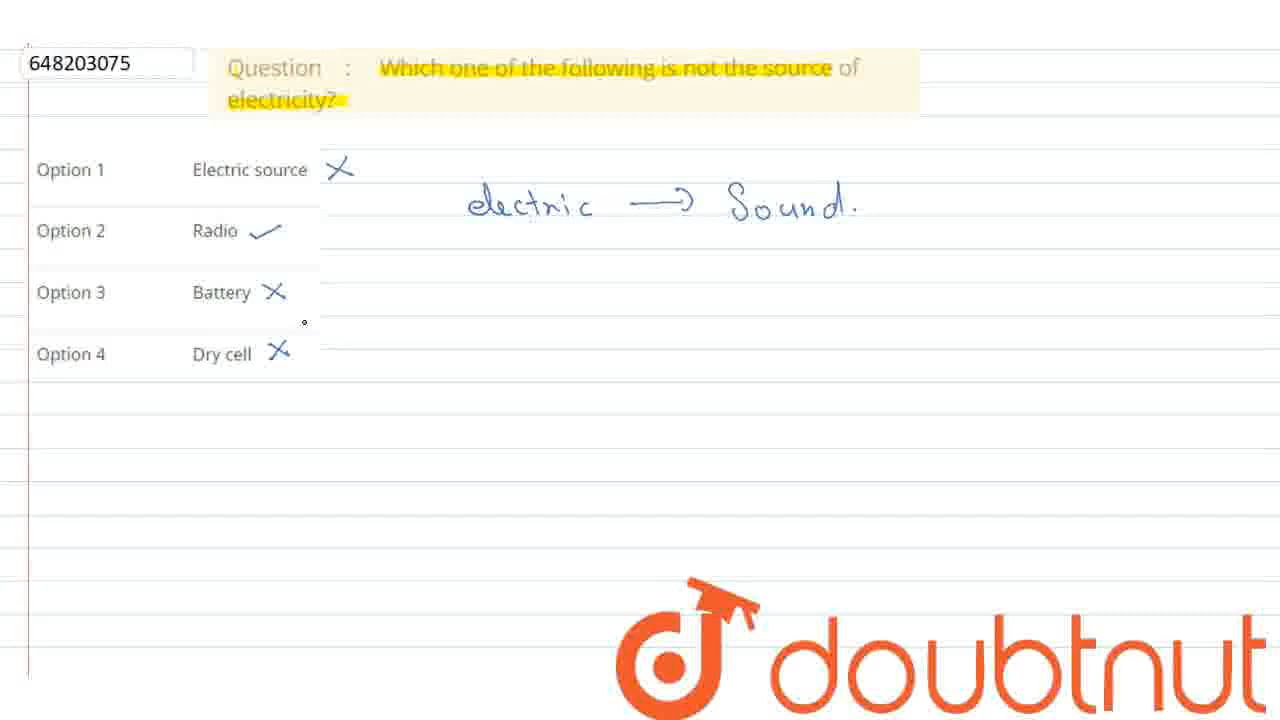 648203075
Question : Which one of the following is not the source of
electricity?
Option 1 Electric source
electric → Sound.
Option 2 Radio
Option 3 Battery
Option 4 Dry cell
doubtnut